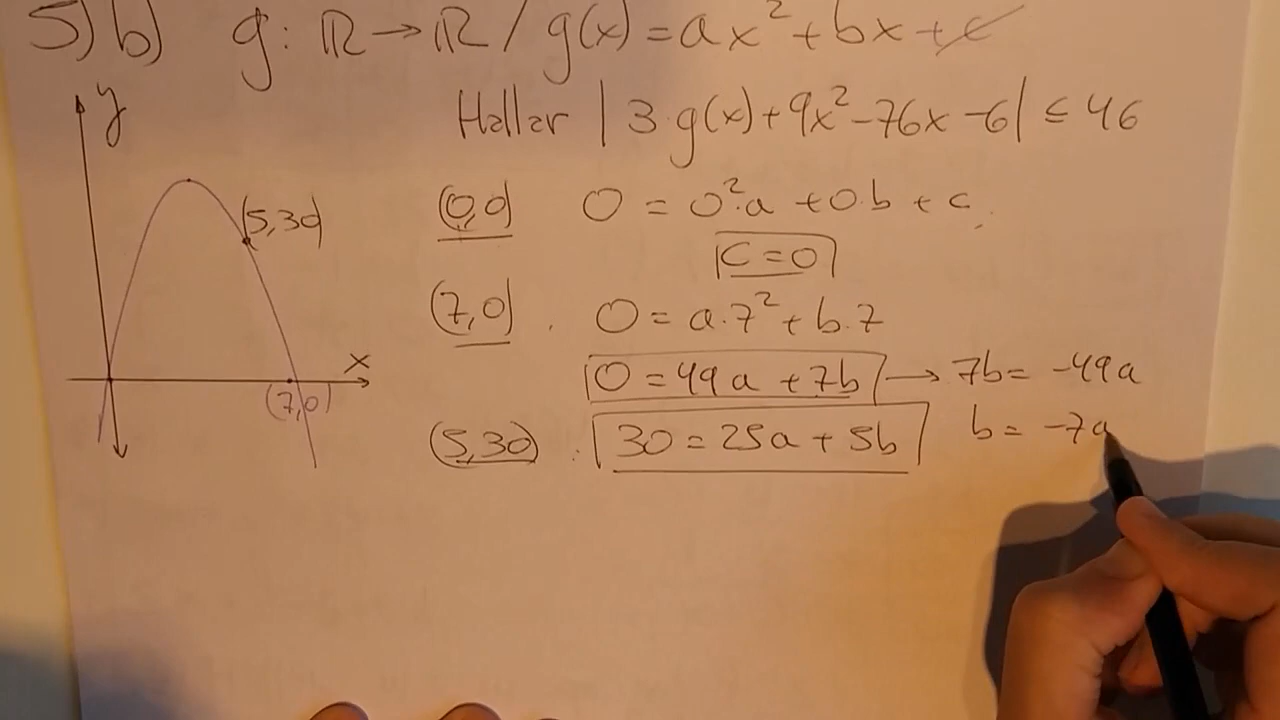 5)b) g: ℝ → ℝ / g(x) = ax² + bx + c
Hallar | 3 g(x) + 9x² - 76x - 6 | ≤ 46
y
(5,30)
x
(7,0)
(0,0) 0 = 0².a + 0.b + c
C = 0
(7,0) . 0 = a.7² + b.7
0 = 49a + 7b → 7b = -49a
(5,30) . 30 = 25a + 5b b = -7a